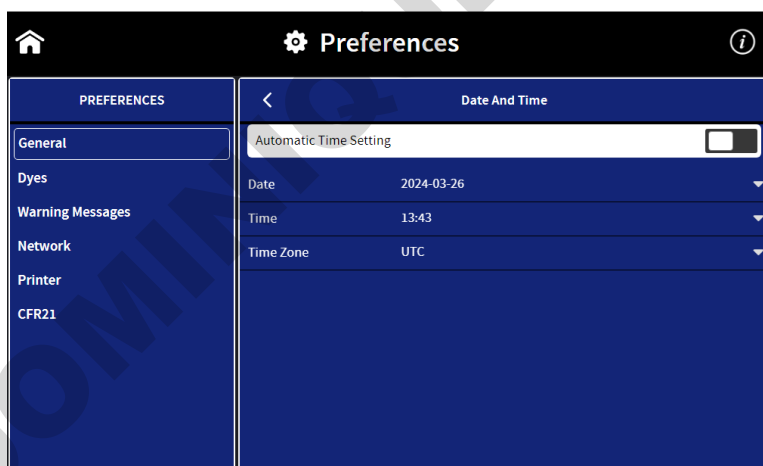 Preferences
PREFERENCES
General
Dyes
Warning Messages
Network
Printer
CFR21
Date And Time
Automatic Time Setting
Date 2024-03-26
Time 13:43
Time Zone UTC
DOMINIQ